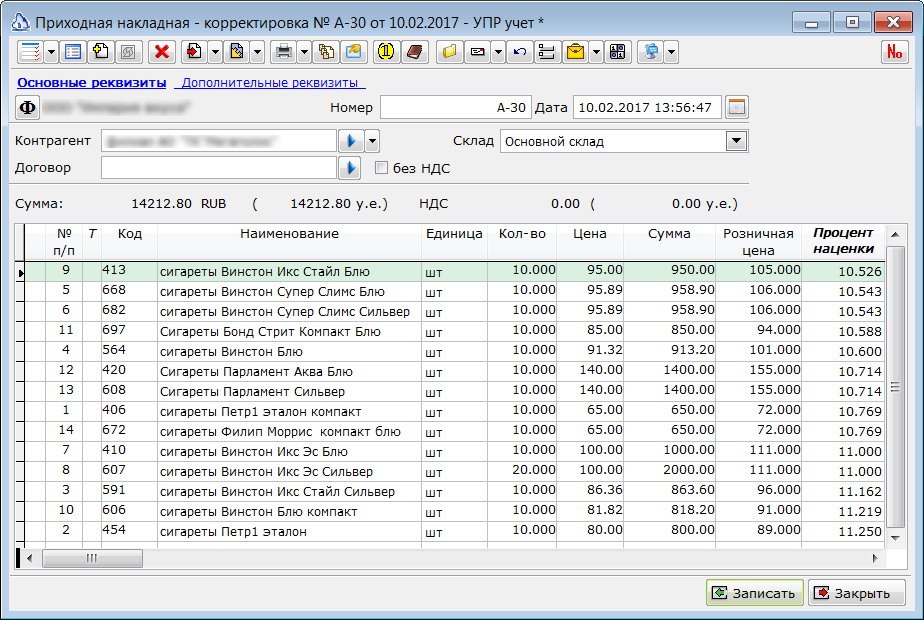 Приходная накладная - корректировка № А-30 от 10.02.2017 - УПР учет *
No
Основные реквизиты Дополнительные реквизиты
Ф Номер А-30 Дата 10.02.2017 13:56:47
Контрагент Склад Основной склад
Договор без НДС
Сумма: 14212.80 RUB ( 14212.80 у.е.) НДС 0.00 ( 0.00 у.е.)
№ п/п Т Код Наименование Единица Кол-во Цена Сумма Розничная цена Процент наценки
9 413 сигареты Винстон Икс Стайл Блю шт 10.000 95.00 950.00 105.000 10.526
5 668 сигареты Винстон Супер Слимс Блю шт 10.000 95.89 958.90 106.000 10.543
6 682 сигареты Винстон Супер Слимс Сильвер шт 10.000 95.89 958.90 106.000 10.543
11 697 Сигареты Бонд Стрит Компакт Блю шт 10.000 85.00 850.00 94.000 10.588
4 564 сигареты Винстон Блю шт 10.000 91.32 913.20 101.000 10.600
12 420 Сигареты Парламент Аква Блю шт 10.000 140.00 1400.00 155.000 10.714
13 608 Сигареты Парламент Сильвер шт 10.000 140.00 1400.00 155.000 10.714
1 406 сигареты Петр1 эталон компакт шт 10.000 65.00 650.00 72.000 10.769
14 672 сигареты Филип Моррис компакт блю шт 10.000 65.00 650.00 72.000 10.769
7 410 сигареты Винстон Икс Эс Блю шт 10.000 100.00 1000.00 111.000 11.000
8 607 сигареты Винстон Икс Эс Сильвер шт 20.000 100.00 2000.00 111.000 11.000
3 591 сигареты Винстон Икс Стайл Сильвер шт 10.000 86.36 863.60 96.000 11.162
10 606 сигареты Винстон Блю компакт шт 10.000 81.82 818.20 91.000 11.219
2 454 сигареты Петр1 эталон шт 10.000 80.00 800.00 89.000 11.250
Записать Закрыть